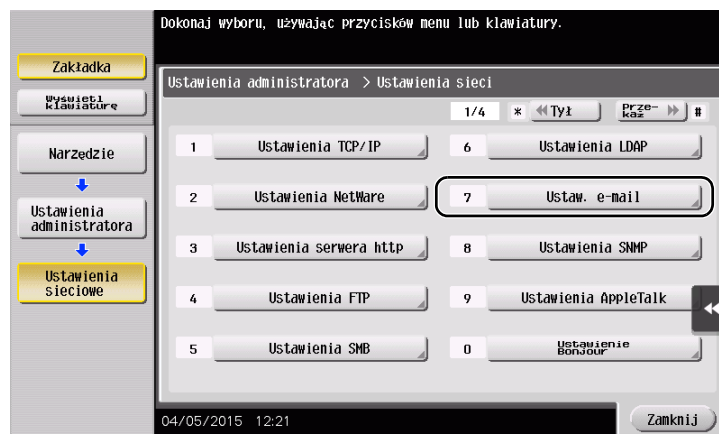 Dokonaj wyboru, używając przycisków menu lub klawiatury.
Zakładka
Wyświetl
klawiaturę
Narzędzie
Ustawienia
administratora
Ustawienia
sieciowe
Ustawienia administratora > Ustawienia sieci
1/4 * Tył Prze-
każ #
1 Ustawienia TCP/IP
2 Ustawienia NetWare
3 Ustawienia serwera http
4 Ustawienia FTP
5 Ustawienia SMB
6 Ustawienia LDAP
7 Ustaw. e-mail
8 Ustawienia SNMP
9 Ustawienia AppleTalk
0 Ustawienie
Bonjour
04/05/2015 12:21
Zamknij